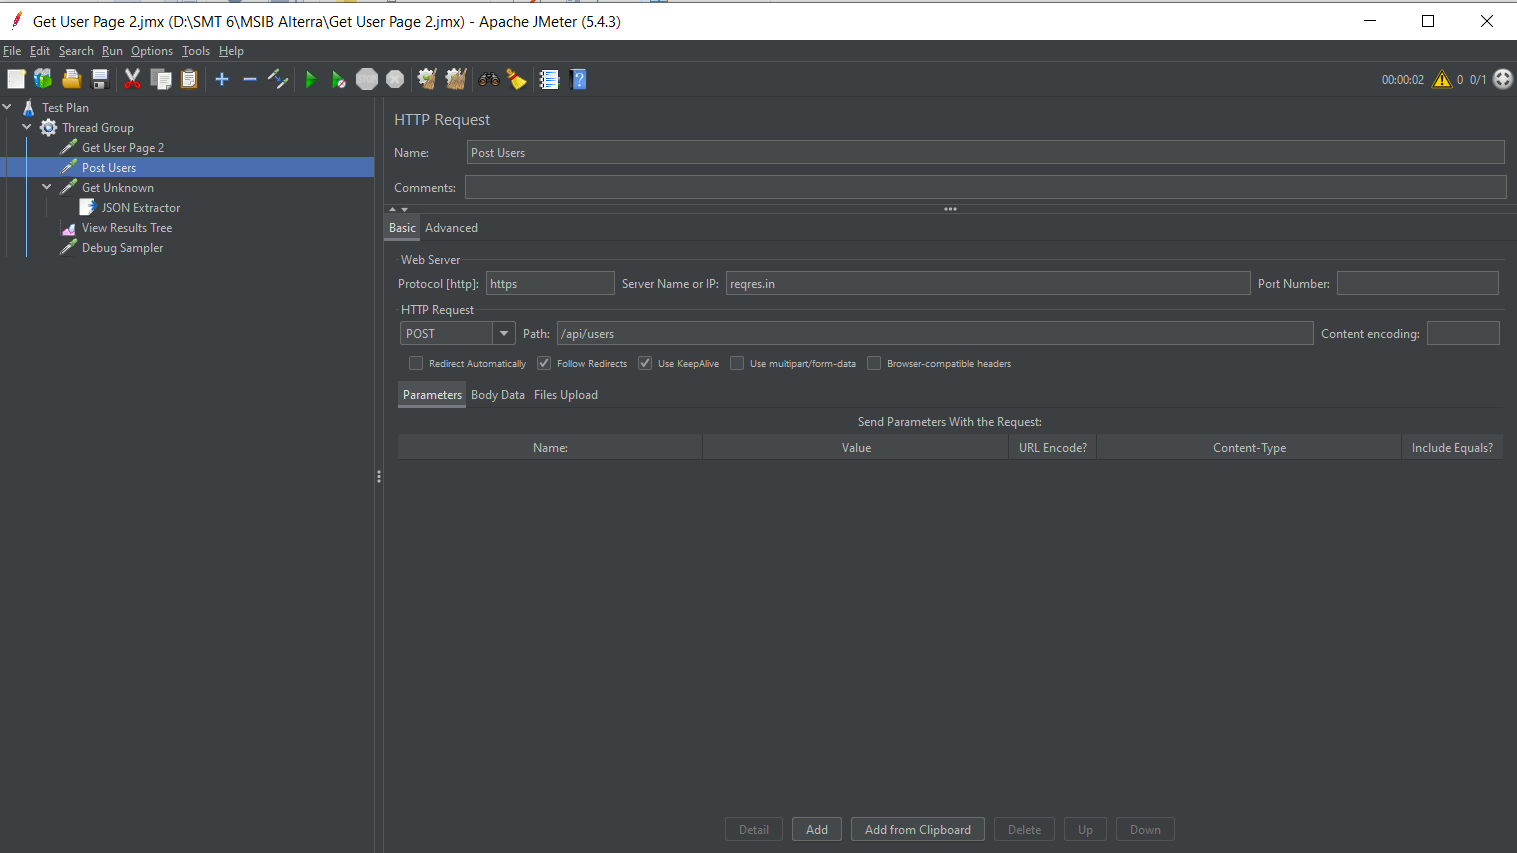 Get User Page 2.jmx (D:\SMT 6\MSIB Alterra\Get User Page 2.jmx) - Apache JMeter (5.4.3)
File Edit Search Run Options Tools Help
00:00:02 0 0/1
Test Plan
Thread Group
Get User Page 2
Post Users
Get Unknown
JSON Extractor
View Results Tree
Debug Sampler
HTTP Request
Name: Post Users
Comments:
Basic Advanced
Web Server
Protocol [http]: https Server Name or IP: reqres.in Port Number:
HTTP Request
POST Path: /api/users Content encoding:
Redirect Automatically Follow Redirects Use KeepAlive Use multipart/form-data Browser-compatible headers
Parameters Body Data Files Upload
Send Parameters With the Request:
Name: Value URL Encode? Content-Type Include Equals?
Detail Add Add from Clipboard Delete Up Down